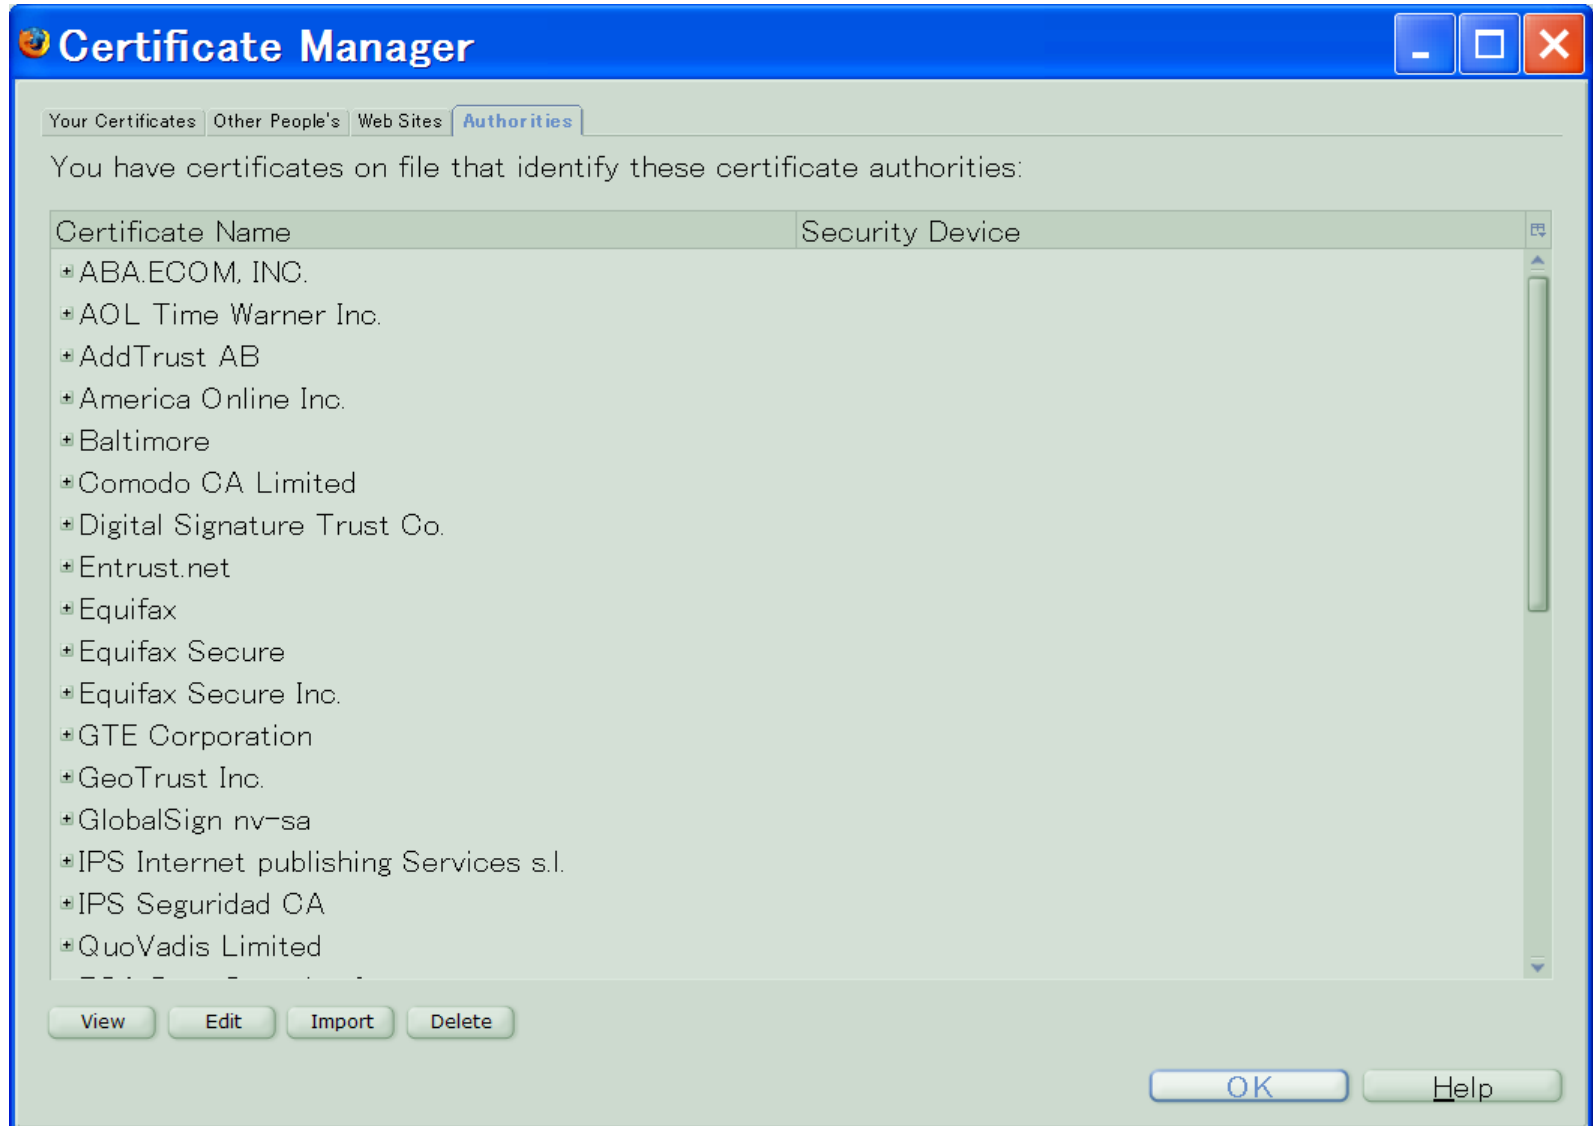 Certificate Manager
Your Certificates Other People's Web Sites Authorities
You have certificates on file that identify these certificate authorities:
Certificate Name Security Device
ABA.ECOM, INC.
AOL Time Warner Inc.
AddTrust AB
America Online Inc.
Baltimore
Comodo CA Limited
Digital Signature Trust Co.
Entrust.net
Equifax
Equifax Secure
Equifax Secure Inc.
GTE Corporation
GeoTrust Inc.
GlobalSign nv-sa
IPS Internet publishing Services s.l.
IPS Seguridad CA
QuoVadis Limited
View Edit Import Delete
OK Help